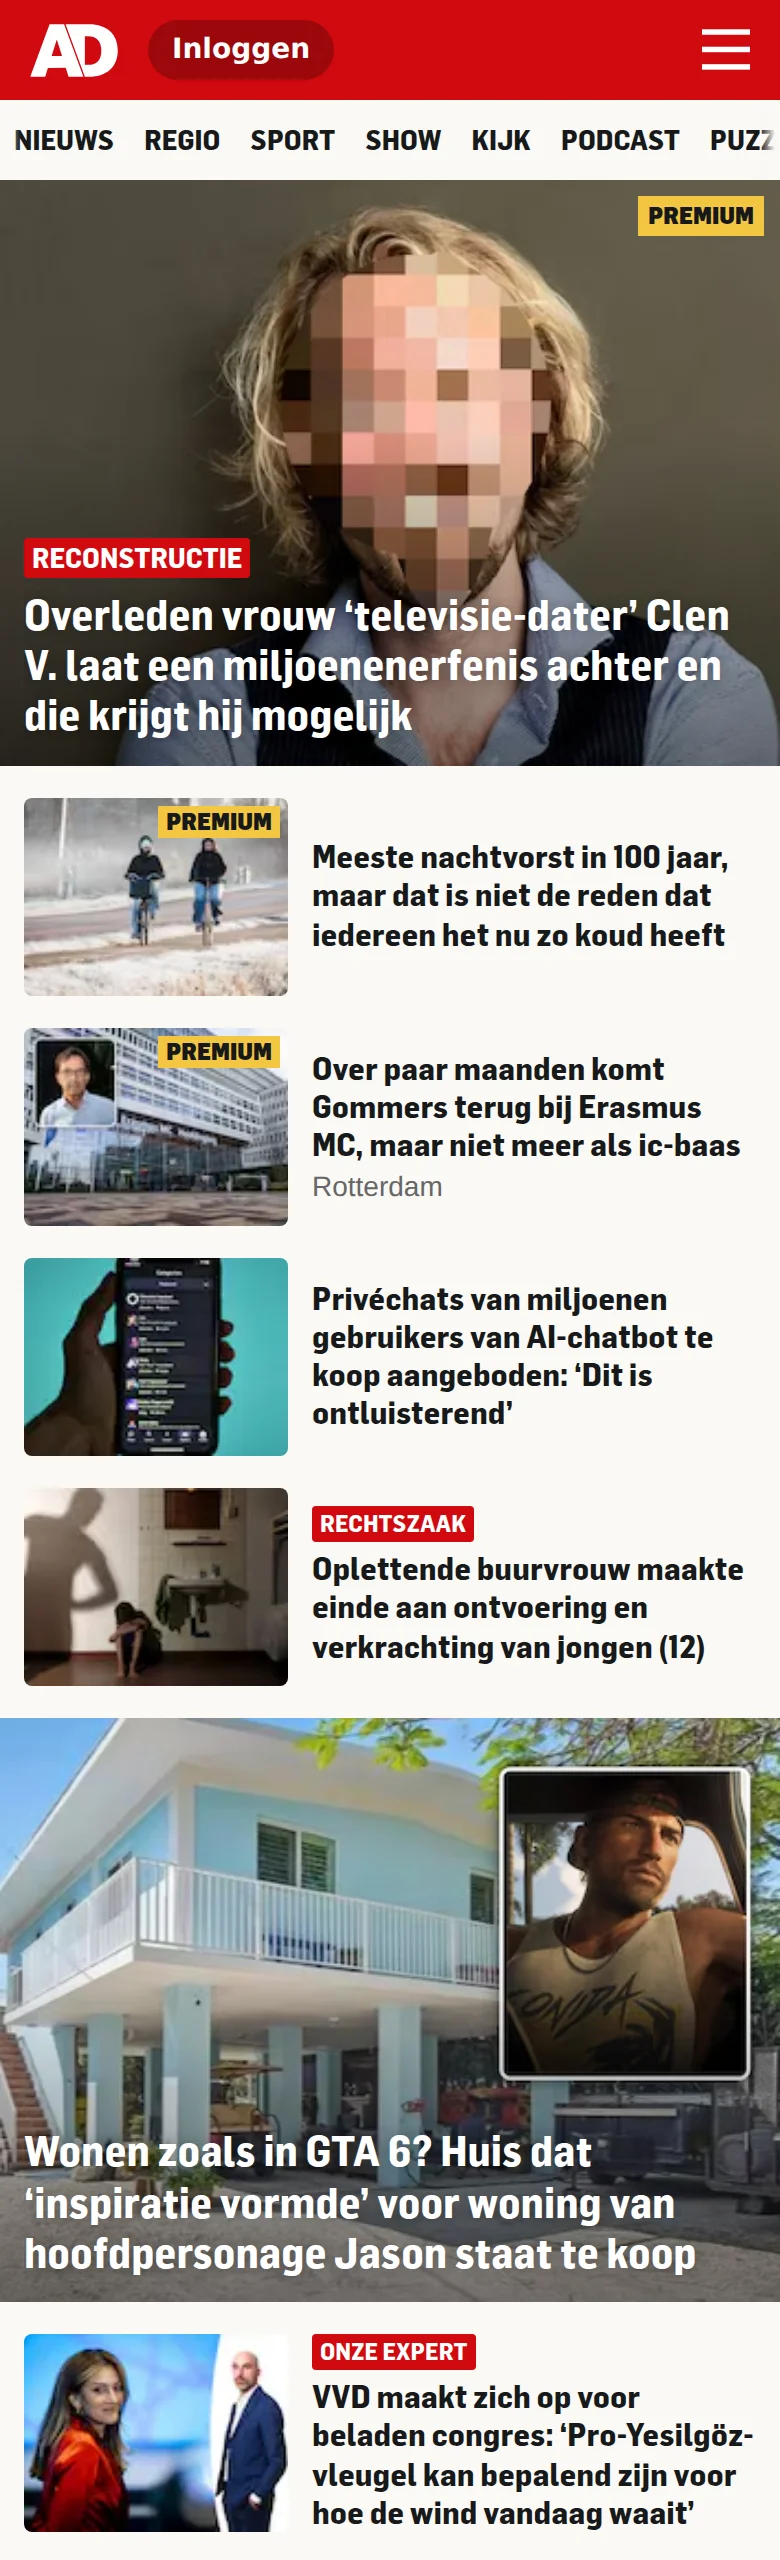 AD
Inloggen
NIEUWS REGIO SPORT SHOW KIJK PODCAST PUZZ
PREMIUM
RECONSTRUCTIE
Overleden vrouw ‘televisie-dater’ Clen
V. laat een miljoenenerfenis achter en
die krijgt hij mogelijk
PREMIUM
Meeste nachtvorst in 100 jaar,
maar dat is niet de reden dat
iedereen het nu zo koud heeft
PREMIUM
Over paar maanden komt
Gommers terug bij Erasmus
MC, maar niet meer als ic-baas
Rotterdam
Privéchats van miljoenen
gebruikers van AI-chatbot te
koop aangeboden: ‘Dit is
ontluisterend’
RECHTSZAAK
Oplettende buurvrouw maakte
einde aan ontvoering en
verkrachting van jongen (12)
Wonen zoals in GTA 6? Huis dat
‘inspiratie vormde’ voor woning van
hoofdpersonage Jason staat te koop
ONZE EXPERT
VVD maakt zich op voor
beladen congres: ‘Pro-Yesilgöz-
vleugel kan bepalend zijn voor
hoe de wind vandaag waait’